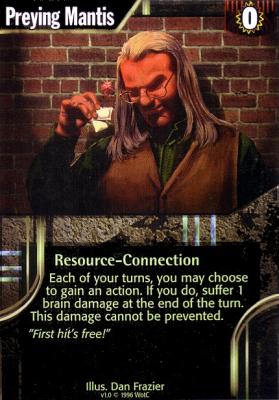 Preying Mantis
0
Resource-Connection
Each of your turns, you may choose
to gain an action. If you do, suffer 1
brain damage at the end of the turn.
This damage cannot be prevented.
"First hit's free!"
Illus. Dan Frazier
v1.0 © 1996 WotC